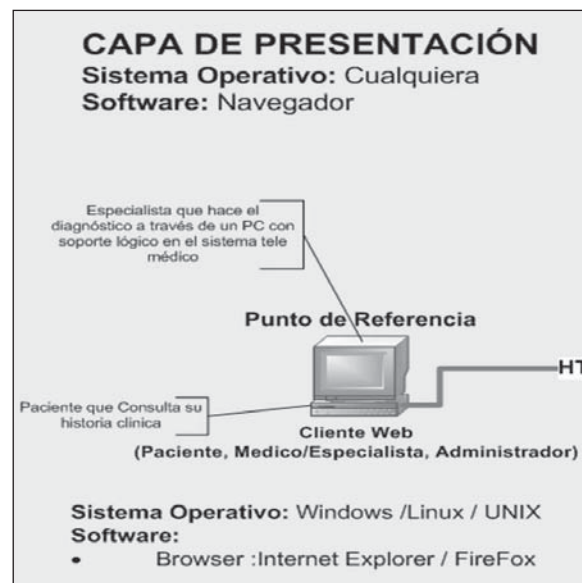 CAPA DE PRESENTACIÓN
Sistema Operativo: Cualquiera
Software: Navegador
Especialista que hace el
diagnóstico a través de un PC con
soporte lógico en el sistema tele
médico
Punto de Referencia
HT
Paciente que Consulta su
historia clinica
Cliente Web
(Paciente, Medico/Especialista, Administrador)
Sistema Operativo: Windows /Linux / UNIX
Software:
• Browser :Internet Explorer / FireFox